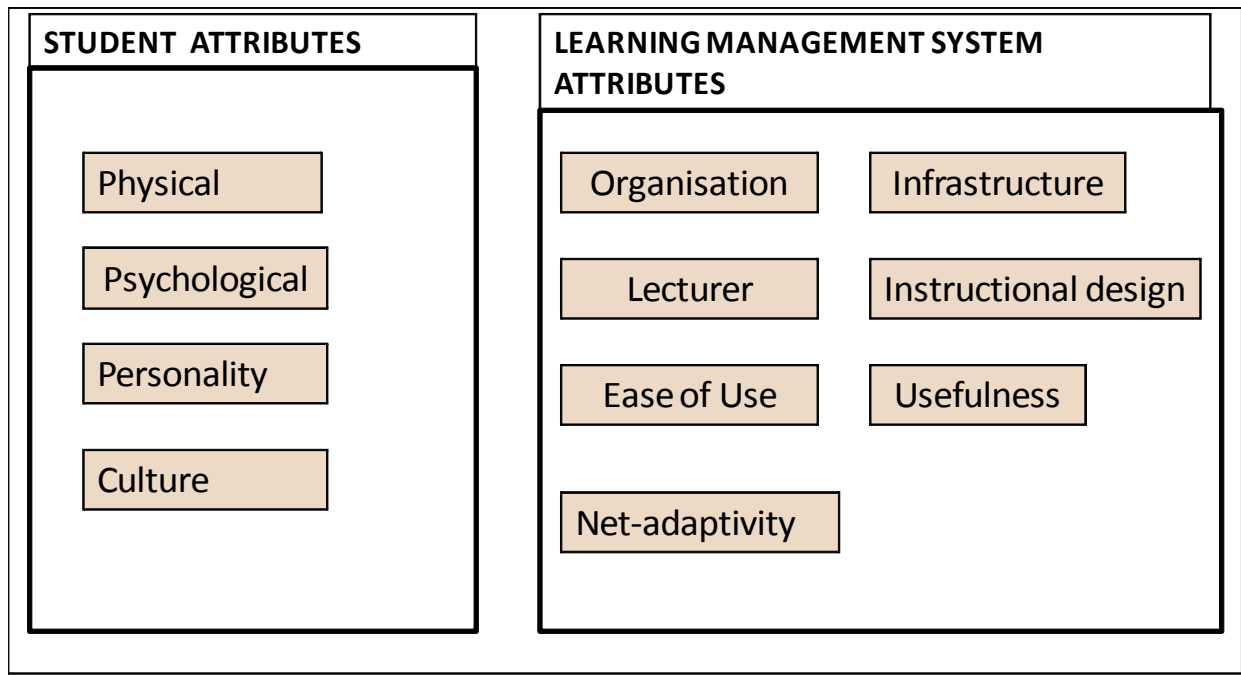 STUDENT ATTRIBUTES
Physical
Psychological
Personality
Culture
LEARNING MANAGEMENT SYSTEM
ATTRIBUTES
Organisation
Infrastructure
Lecturer
Instructional design
Ease of Use
Usefulness
Net-adaptivity